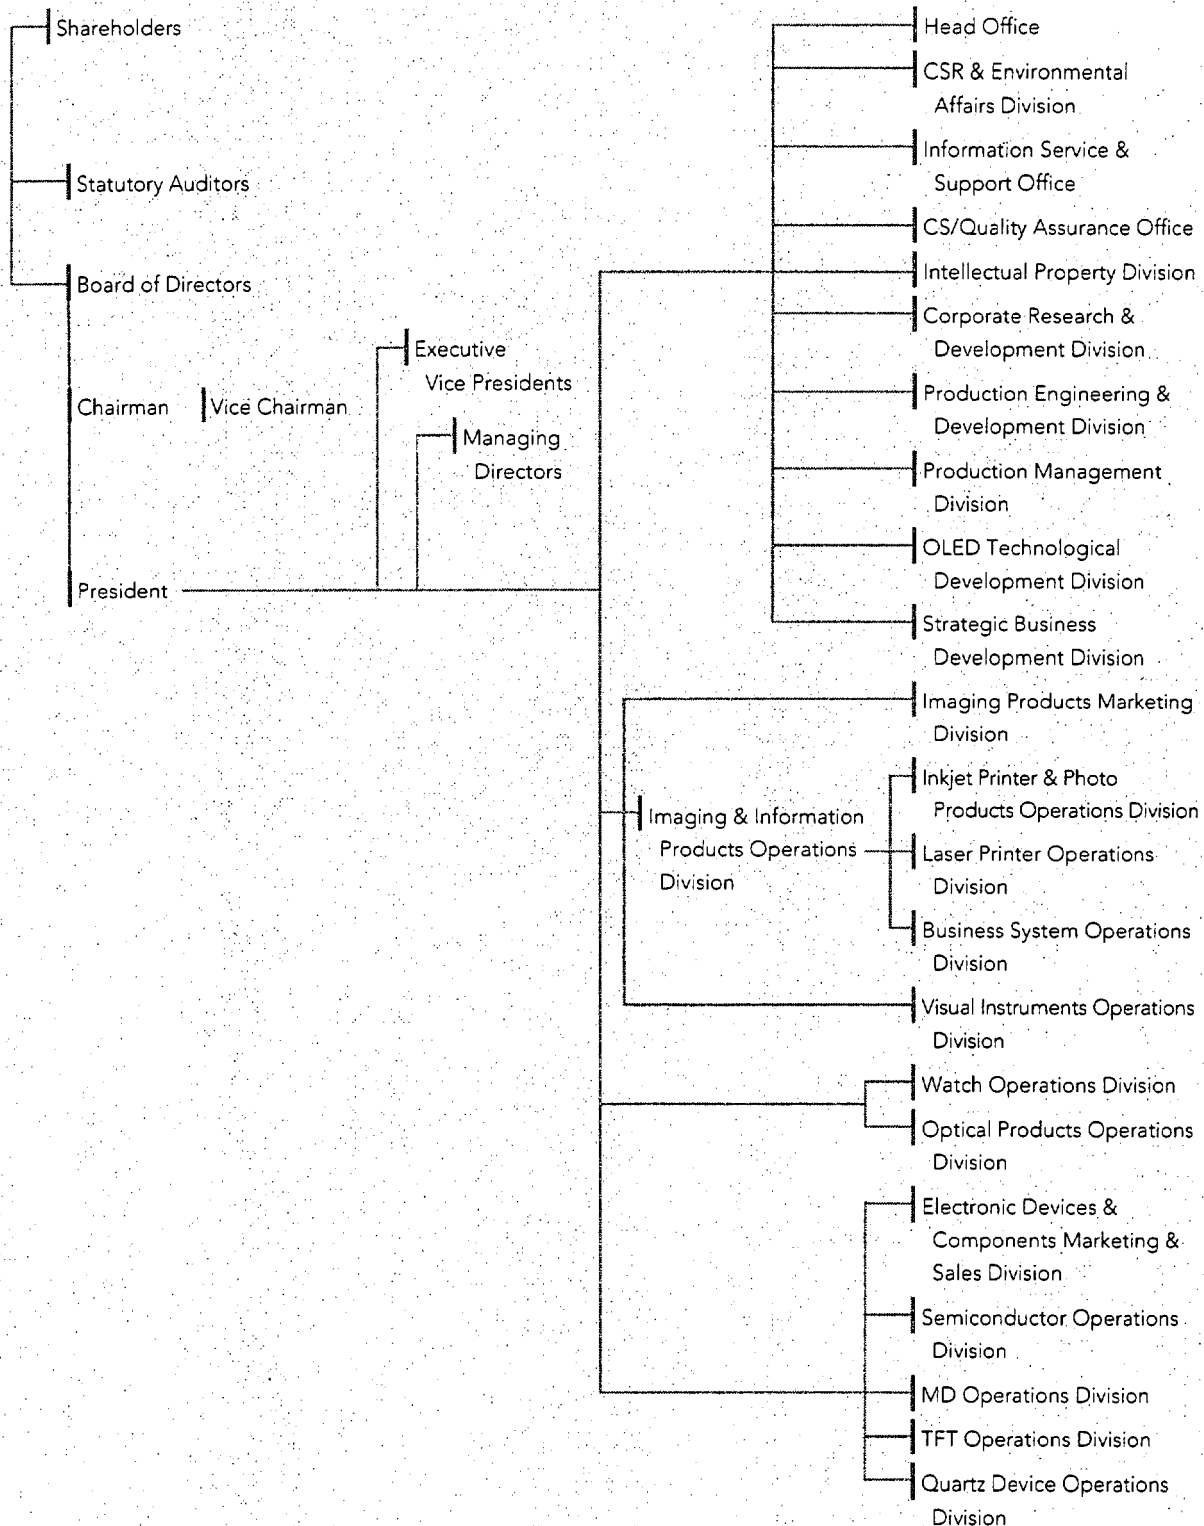 Shareholders
Statutory Auditors
Board of Directors
Chairman
Vice Chairman
President
Executive
Vice Presidents
Managing
Directors
Head Office
CSR & Environmental
Affairs Division
Information Service &
Support Office
CS/Quality Assurance Office
Intellectual Property Division
Corporate Research &
Development Division
Production Engineering &
Development Division
Production Management
Division
OLED Technological
Development Division
Strategic Business
Development Division
Imaging Products Marketing
Division
Imaging & Information
Products Operations
Division
Inkjet Printer & Photo
Products Operations Division
Laser Printer Operations
Division
Business System Operations
Division
Visual Instruments Operations
Division
Watch Operations Division
Optical Products Operations
Division
Electronic Devices &
Components Marketing &
Sales Division
Semiconductor Operations
Division
MD Operations Division
TFT Operations Division
Quartz Device Operations
Division